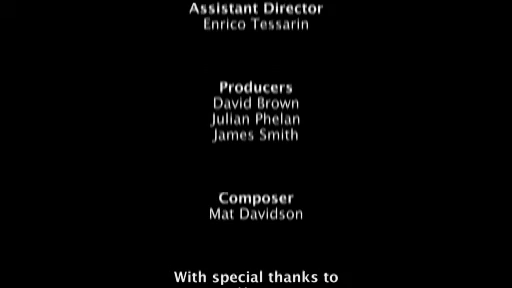 Assistant Director
Enrico Tessarin
Producers
David Brown
Julian Phelan
James Smith
Composer
Mat Davidson
With special thanks to